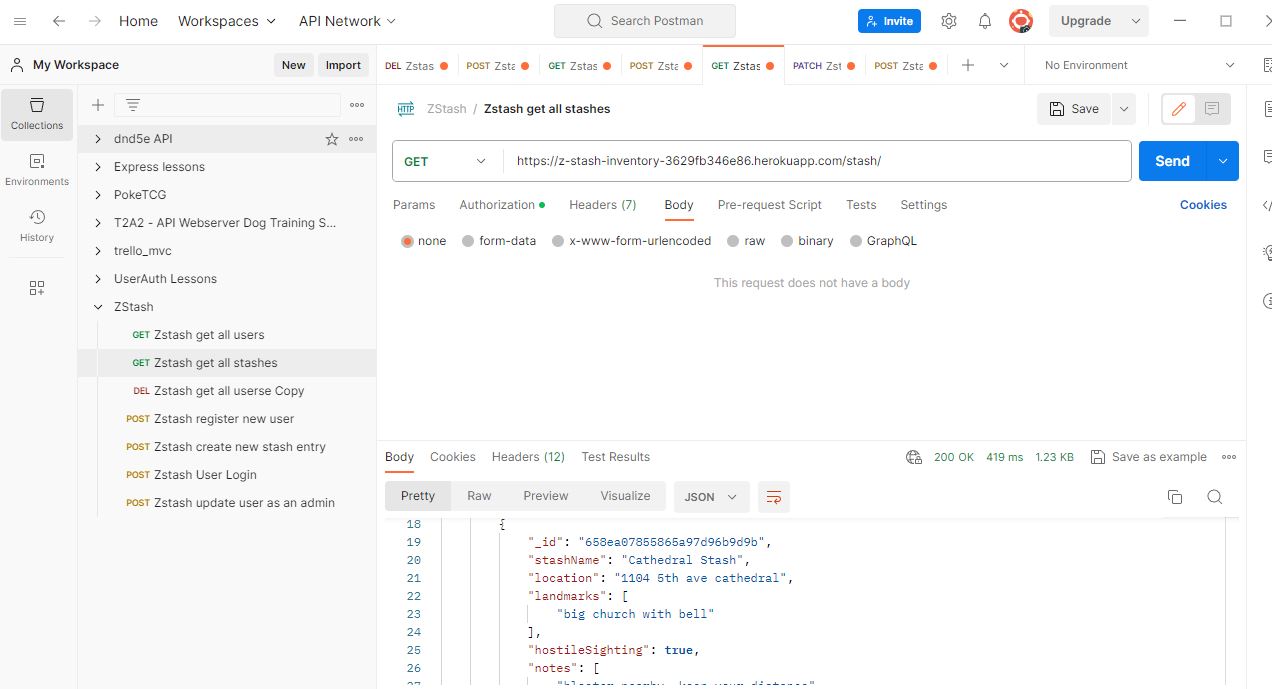 Home Workspaces API Network Search Postman Invite Upgrade
My Workspace New Import DEL Zstas POST Zsta GET Zstas POST Zsta GET Zstas PATCH Zst POST Zsta No Environment
Collections
Environments
History
dnd5e API
Express lessons
PokeTCG
T2A2 - API Webserver Dog Training S...
trello_mvc
UserAuth Lessons
ZStash
GET Zstash get all users
GET Zstash get all stashes
DEL Zstash get all userse Copy
POST Zstash register new user
POST Zstash create new stash entry
POST Zstash User Login
POST Zstash update user as an admin
HTTP ZStash / Zstash get all stashes Save
GET https://z-stash-inventory-3629fb346e86.herokuapp.com/stash/ Send
Params Authorization Headers (7) Body Pre-request Script Tests Settings Cookies
none form-data x-www-form-urlencoded raw binary GraphQL
This request does not have a body
Body Cookies Headers (12) Test Results 200 OK 419 ms 1.23 KB Save as example
Pretty Raw Preview Visualize JSON
18 {
19 "_id": "658ea07855865a97d96b9d9b",
20 "stashName": "Cathedral Stash",
21 "location": "1104 5th ave cathedral",
22 "landmarks": [
23 "big church with bell"
24 ],
25 "hostileSighting": true,
26 "notes": [